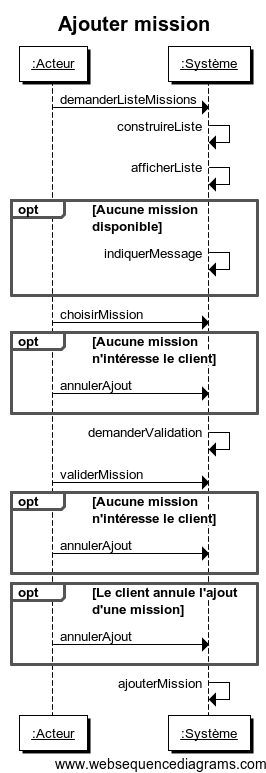 Ajouter mission
:Acteur :Système
demanderListeMissions
construireListe
afficherListe
opt [Aucune mission
disponible]
indiquerMessage
choisirMission
opt [Aucune mission
n'intéresse le client]
annulerAjout
demanderValidation
validerMission
opt [Aucune mission
n'intéresse le client]
annulerAjout
opt [Le client annule l'ajout
d'une mission]
annulerAjout
ajouterMission
:Acteur :Système
www.websequencediagrams.com